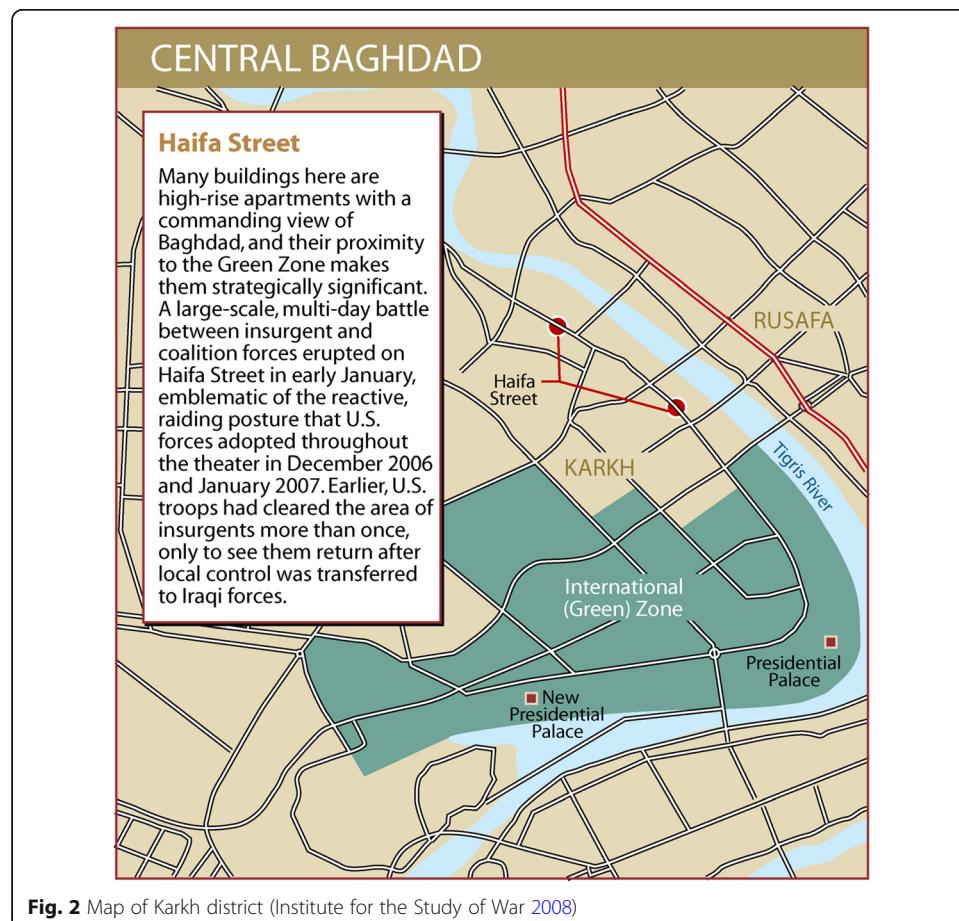 CENTRAL BAGHDAD
Haifa Street
Many buildings here are
high-rise apartments with a
commanding view of
Baghdad, and their proximity
to the Green Zone makes
them strategically significant.
A large-scale, multi-day battle
between insurgent and
coalition forces erupted on
Haifa Street in early January,
emblematic of the reactive,
raiding posture that U.S.
forces adopted throughout
the theater in December 2006
and January 2007. Earlier, U.S.
troops had cleared the area of
insurgents more than once,
only to see them return after
local control was transferred
to Iraqi forces.
RUSAFA
Haifa
Street
KARKH
Tigris River
International
(Green) Zone
Presidential
Palace
New
Presidential
Palace
Fig. 2 Map of Karkh district (Institute for the Study of War 2008)